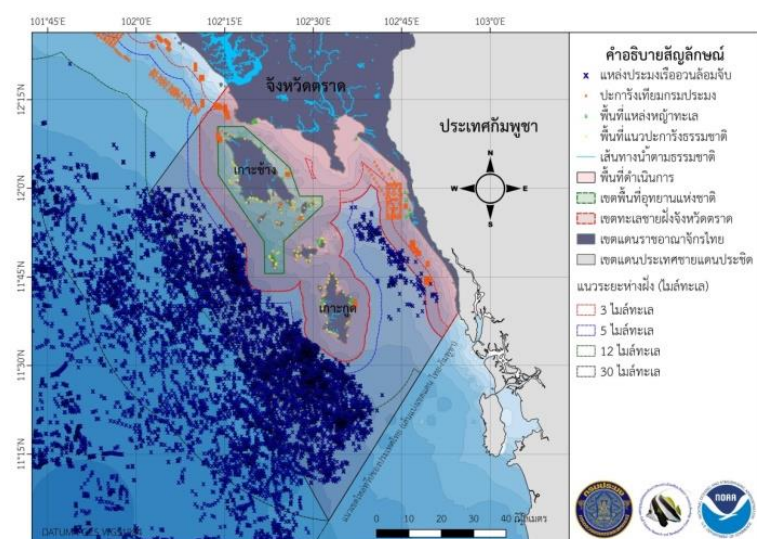 101°45'E 102°0'E 102°15'E 102°30'E 102°45'E 103°0'E
12°15'N
12°0'N
11°45'N
11°30'N
11°15'N
จังหวัดตราด
ประเทศกัมพูชา
เกาะช้าง
เกาะกูด
N
W E
S
0 10 20 30 40 กิโลเมตร
คำอธิบายสัญลักษณ์
แหล่งประมงเรืออวนล้อมจับ
ปะการังเทียมกรมประมง
พื้นที่แหล่งหญ้าทะเล
พื้นที่แนวปะการังธรรมชาติ
เส้นทางน้ำตามธรรมชาติ
พื้นที่ดำเนินการ
เขตพื้นที่อุทยานแห่งชาติ
เขตทะเลชายฝั่งจังหวัดตราด
เขตแดนราชอาณาจักรไทย
เขตแดนประเทศชายแดนประชิด
แนวระยะห่างฝั่ง (ไมล์ทะเล)
3 ไมล์ทะเล
5 ไมล์ทะเล
12 ไมล์ทะเล
30 ไมล์ทะเล
กรมประมง
NOAA